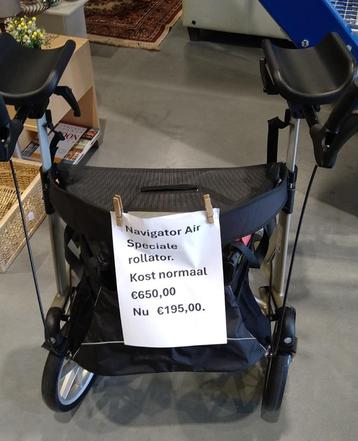 Navigator Air
Speciale
rollator.
Kost normaal
€650,00
Nu €195,00.